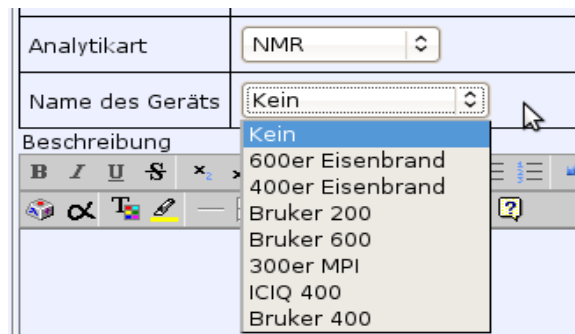 Analytikart NMR
Name des Geräts Kein
Beschreibung
Kein
600er Eisenbrand
400er Eisenbrand
Bruker 200
Bruker 600
300er MPI
ICIQ 400
Bruker 400
B I U S ×₂
α T